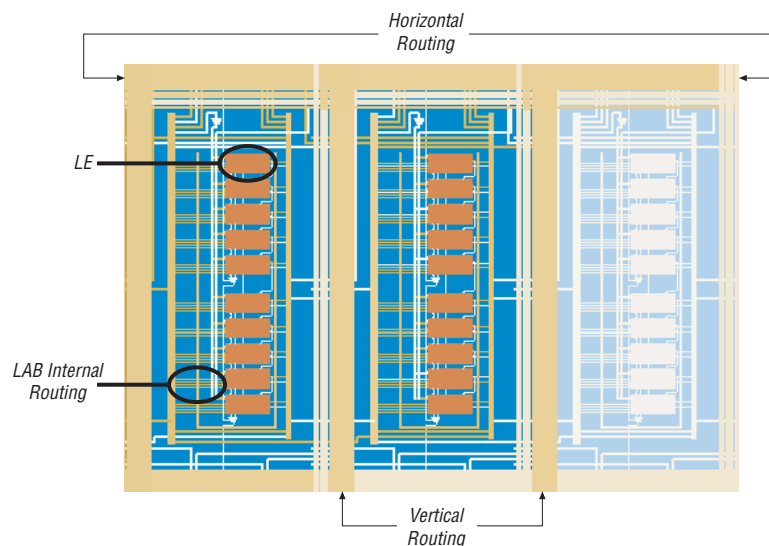 Horizontal
Routing
LE
LAB Internal
Routing
Vertical
Routing